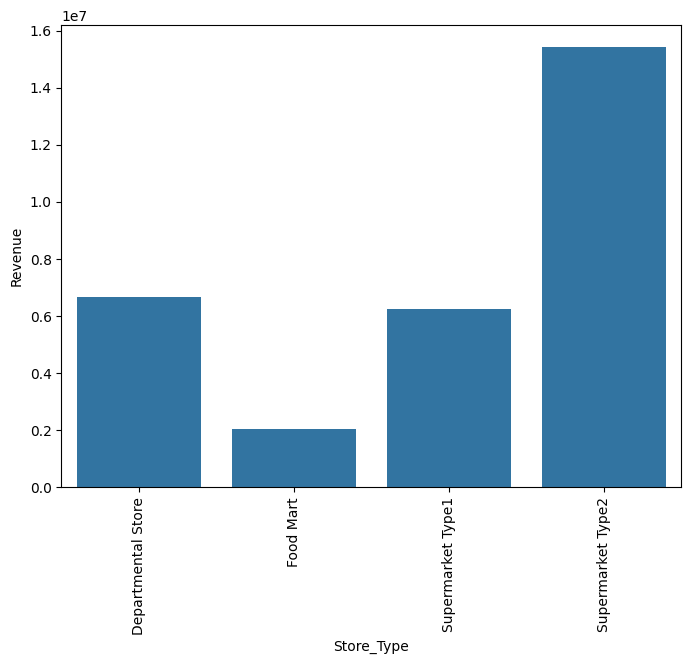 1e7
1.6
1.4
1.2
1.0
0.8
0.6
0.4
0.2
0.0
Revenue
Departmental Store
Food Mart
Supermarket Type1
Supermarket Type2
Store_Type